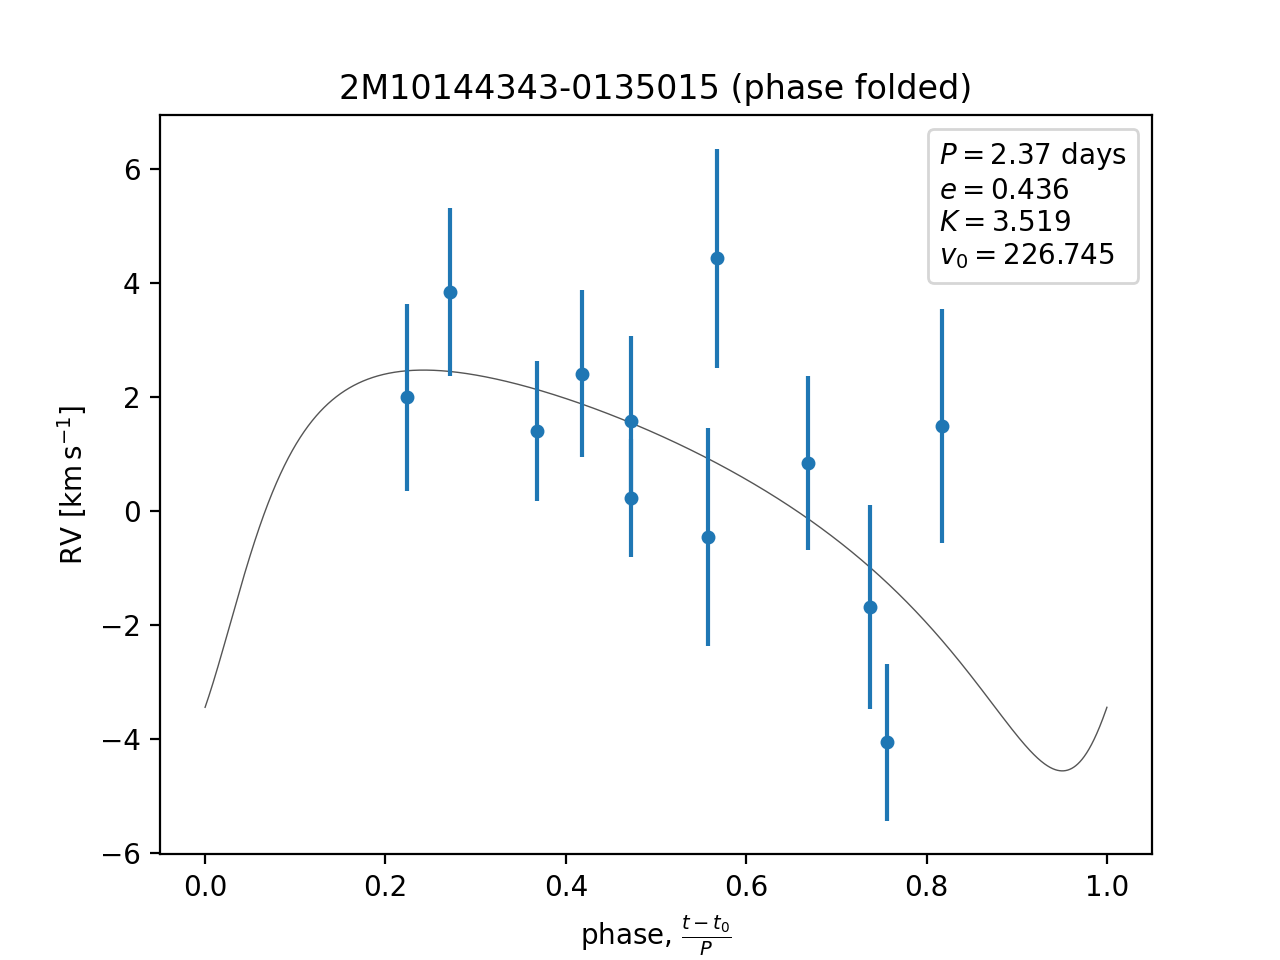 2M10144343-0135015 (phase folded)
P = 2.37 days
e = 0.436
K = 3.519
v₀ = 226.745
RV [km s⁻¹]
6
4
2
0
−2
−4
−6
0.0 0.2 0.4 0.6 0.8 1.0
phase, (t − t₀)/P